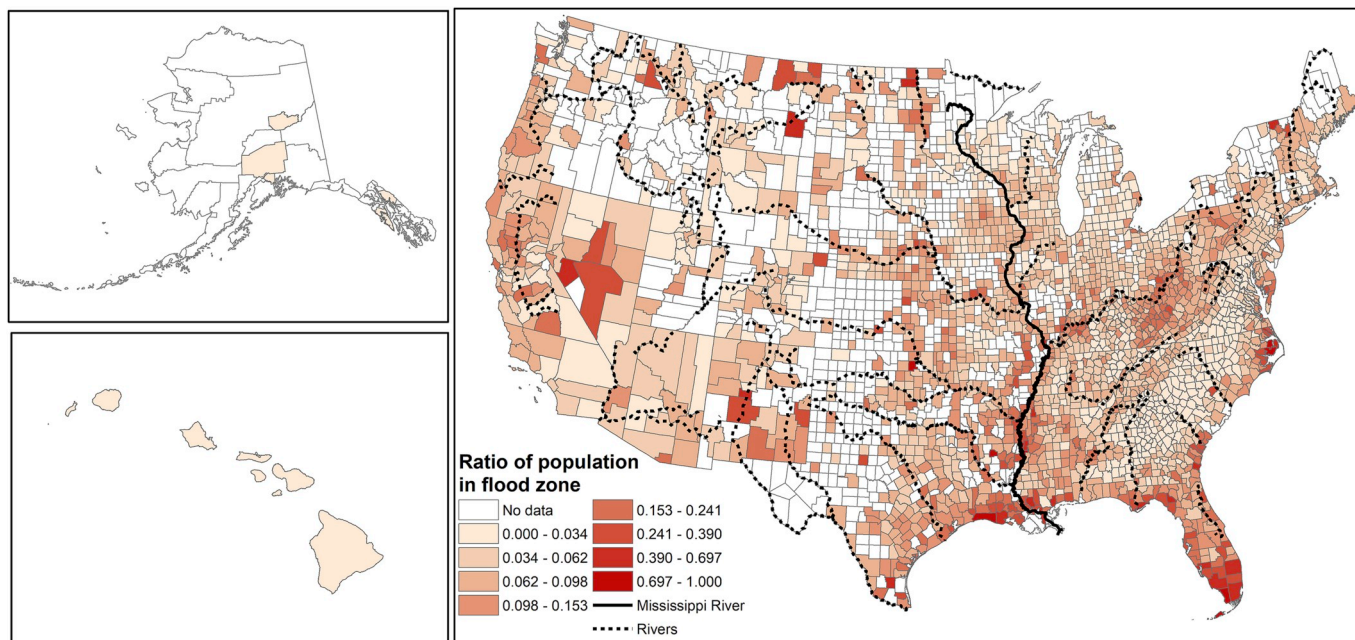 Ratio of population
in flood zone
No data
0.000 - 0.034
0.034 - 0.062
0.062 - 0.098
0.098 - 0.153
0.153 - 0.241
0.241 - 0.390
0.390 - 0.697
0.697 - 1.000
Mississippi River
Rivers